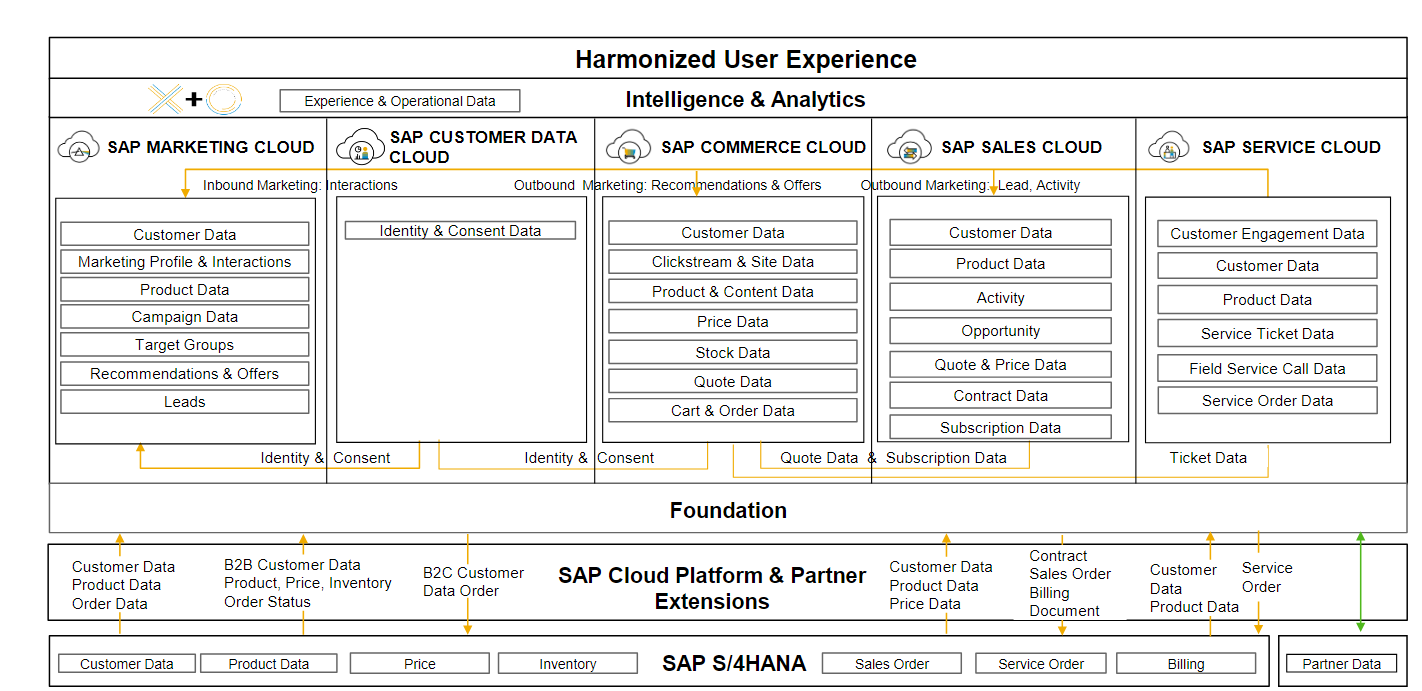 Harmonized User Experience
+
Experience & Operational Data
Intelligence & Analytics
SAP MARKETING CLOUD
SAP CUSTOMER DATA
CLOUD
SAP COMMERCE CLOUD
SAP SALES CLOUD
SAP SERVICE CLOUD
Inbound Marketing: Interactions
Outbound Marketing: Recommendations & Offers
Outbound Marketing: Lead, Activity
Customer Data
Marketing Profile & Interactions
Product Data
Campaign Data
Target Groups
Recommendations & Offers
Leads
Identity & Consent Data
Customer Data
Clickstream & Site Data
Product & Content Data
Price Data
Stock Data
Quote Data
Cart & Order Data
Customer Data
Product Data
Activity
Opportunity
Quote & Price Data
Contract Data
Subscription Data
Customer Engagement Data
Customer Data
Product Data
Service Ticket Data
Field Service Call Data
Service Order Data
Identity & Consent
Identity & Consent
Quote Data & Subscription Data
Ticket Data
Foundation
Customer Data
Product Data
Order Data
B2B Customer Data
Product, Price, Inventory
Order Status
B2C Customer
Data Order
SAP Cloud Platform & Partner
Extensions
Customer Data
Product Data
Price Data
Contract
Sales Order
Billing
Document
Customer
Data
Product Data
Service
Order
Customer Data
Product Data
Price
Inventory
SAP S/4HANA
Sales Order
Service Order
Billing
Partner Data